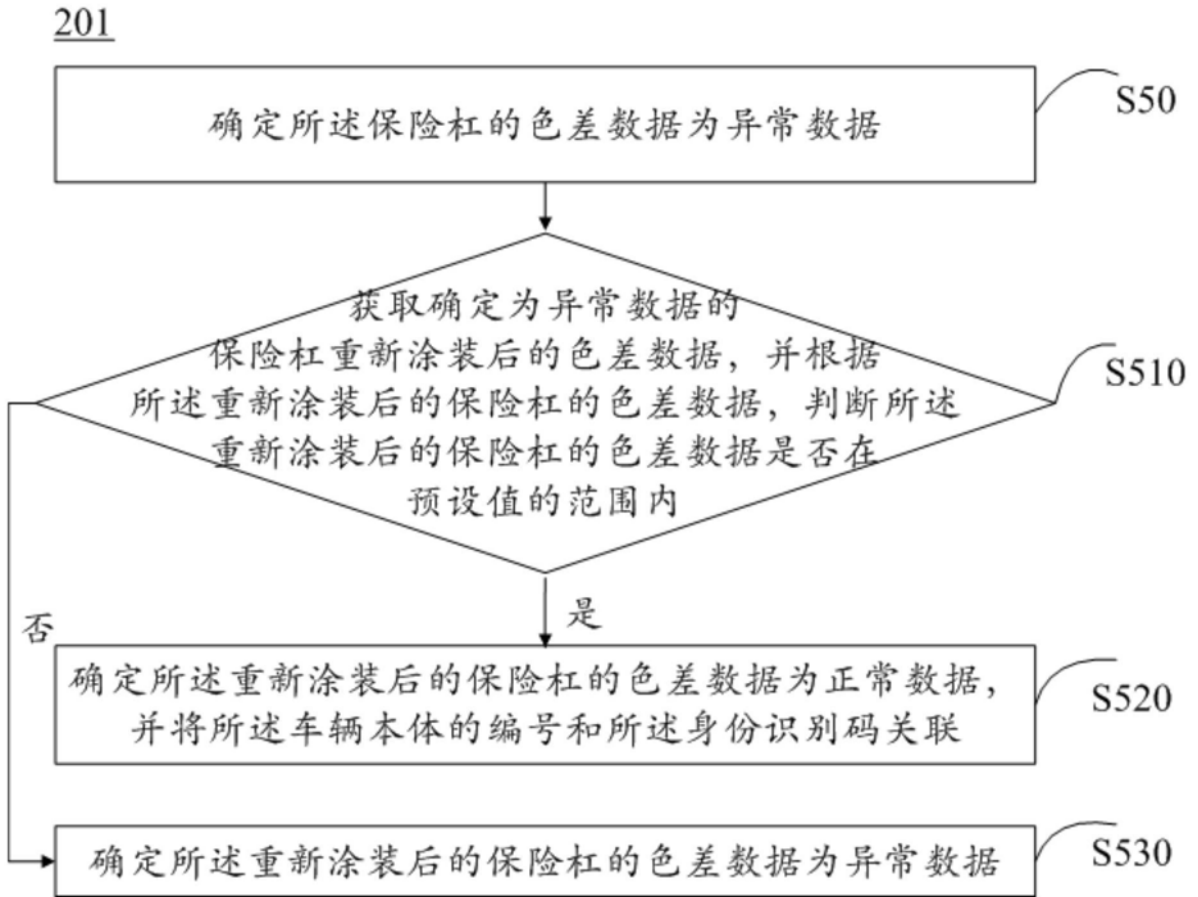 201
确定所述保险杠的色差数据为异常数据
S50
获取确定为异常数据的
保险杠重新涂装后的色差数据，并根据
所述重新涂装后的保险杠的色差数据，判断所述
重新涂装后的保险杠的色差数据是否在
预设值的范围内
S510
否
是
确定所述重新涂装后的保险杠的色差数据为正常数据，
并将所述车辆本体的编号和所述身份识别码关联
S520
确定所述重新涂装后的保险杠的色差数据为异常数据
S530